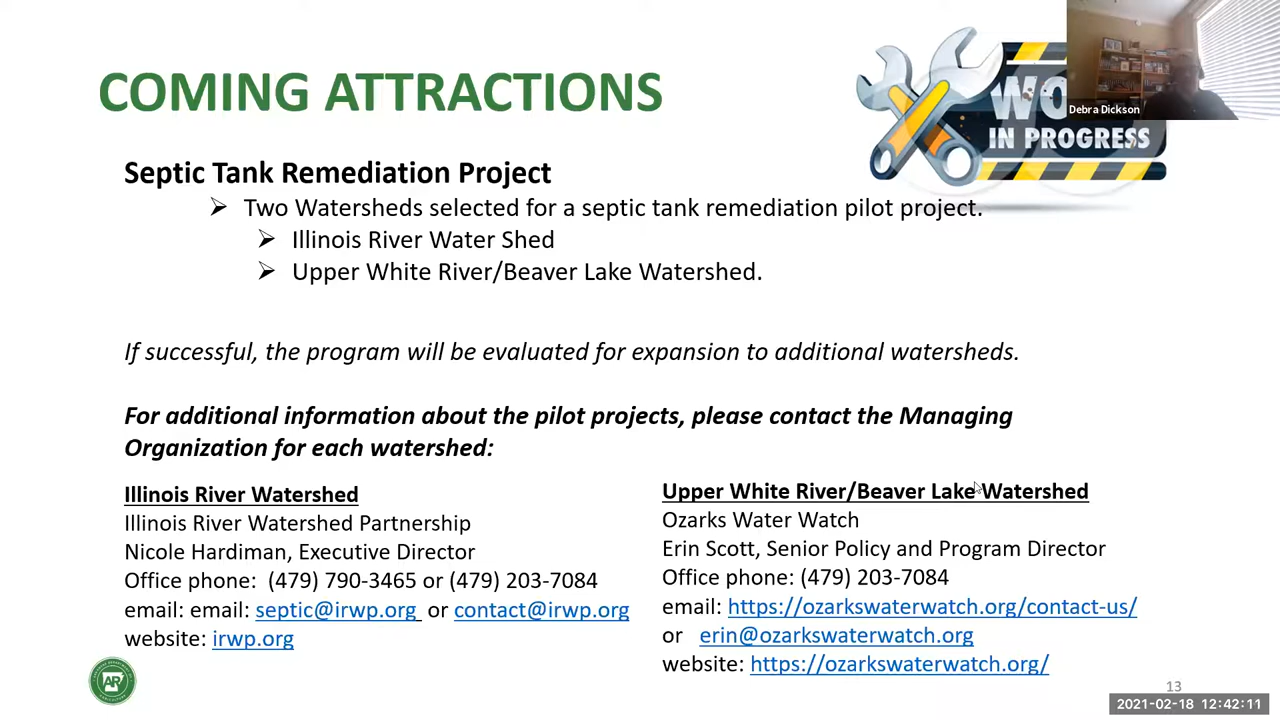 COMING ATTRACTIONS
WO
IN PROGRESS
Debra Dickson
Septic Tank Remediation Project
➢ Two Watersheds selected for a septic tank remediation pilot project.
➢ Illinois River Water Shed
➢ Upper White River/Beaver Lake Watershed.
If successful, the program will be evaluated for expansion to additional watersheds.
For additional information about the pilot projects, please contact the Managing
Organization for each watershed:
Illinois River Watershed
Illinois River Watershed Partnership
Nicole Hardiman, Executive Director
Office phone: (479) 790-3465 or (479) 203-7084
email: email: septic@irwp.org or contact@irwp.org
website: irwp.org
Upper White River/Beaver Lake Watershed
Ozarks Water Watch
Erin Scott, Senior Policy and Program Director
Office phone: (479) 203-7084
email: https://ozarkswaterwatch.org/contact-us/
or erin@ozarkswaterwatch.org
website: https://ozarkswaterwatch.org/
13
2021-02-18 12:42:11